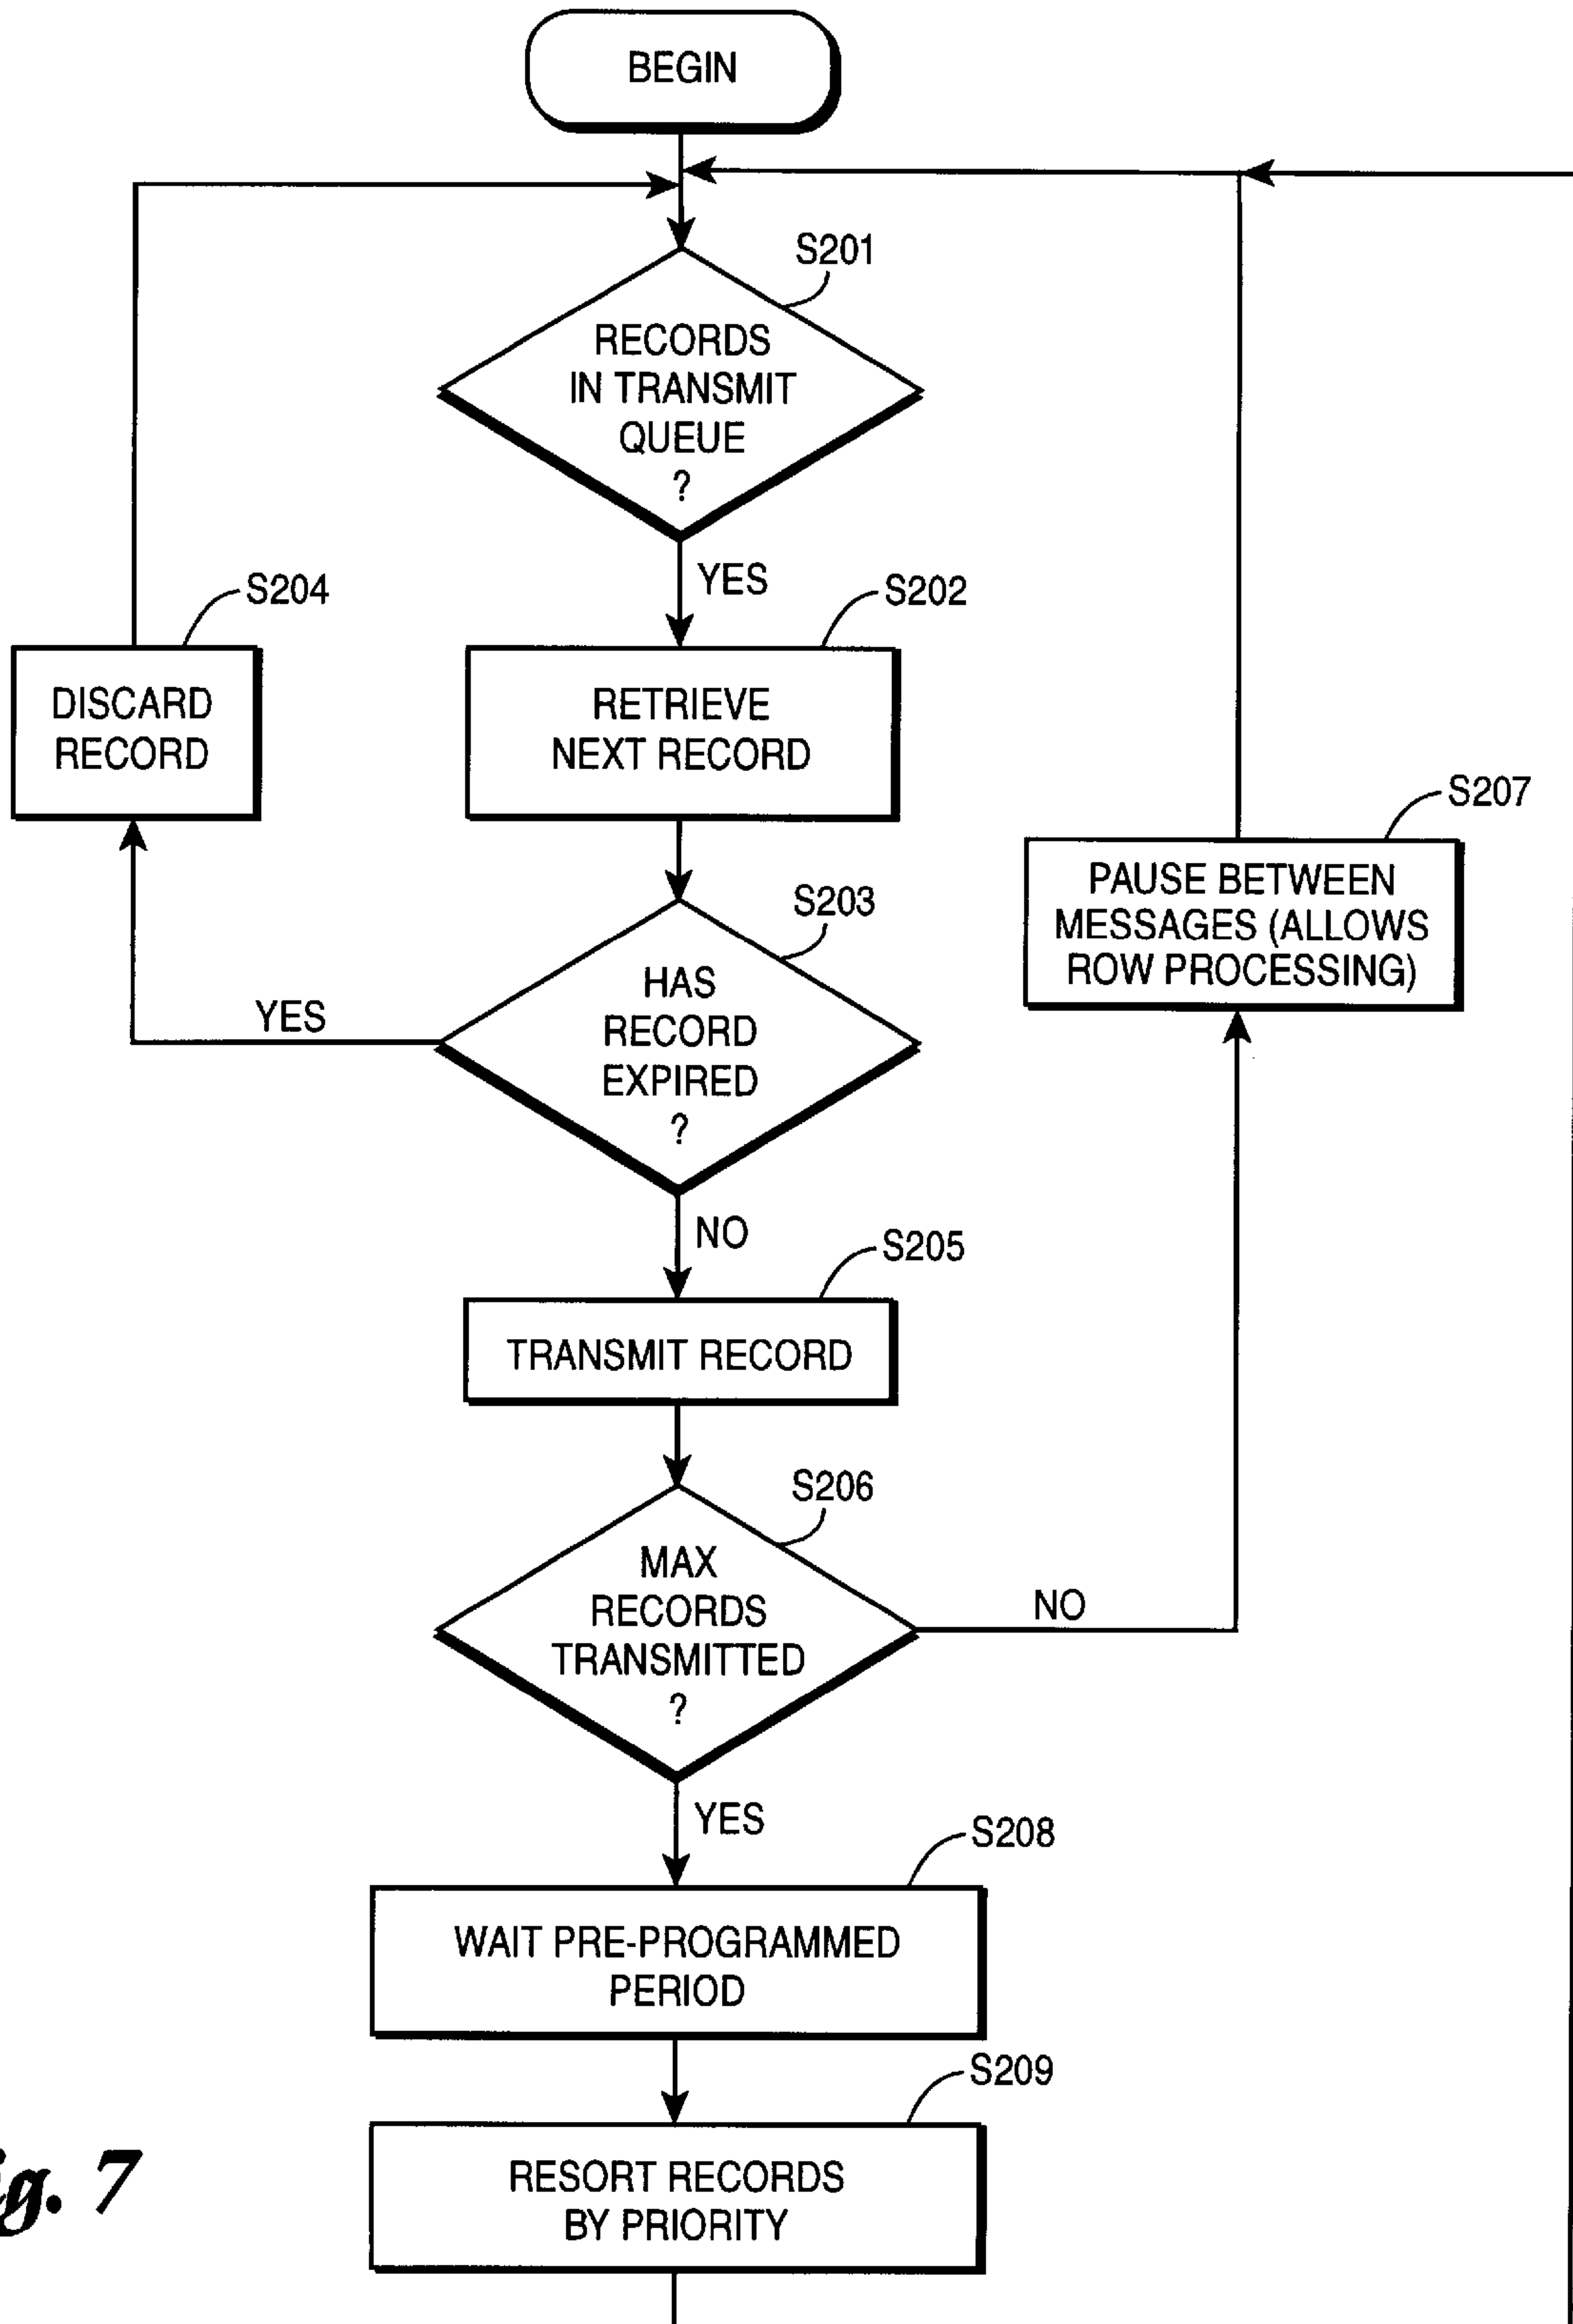 BEGIN
S201
RECORDS
IN TRANSMIT
QUEUE
?
YES
S204
S202
DISCARD
RECORD
RETRIEVE
NEXT RECORD
S207
PAUSE BETWEEN
MESSAGES (ALLOWS
ROW PROCESSING)
S203
HAS
RECORD
EXPIRED
?
YES
NO
S205
TRANSMIT RECORD
S206
MAX
RECORDS
TRANSMITTED
?
NO
YES
S208
WAIT PRE-PROGRAMMED
PERIOD
S209
RESORT RECORDS
BY PRIORITY
7